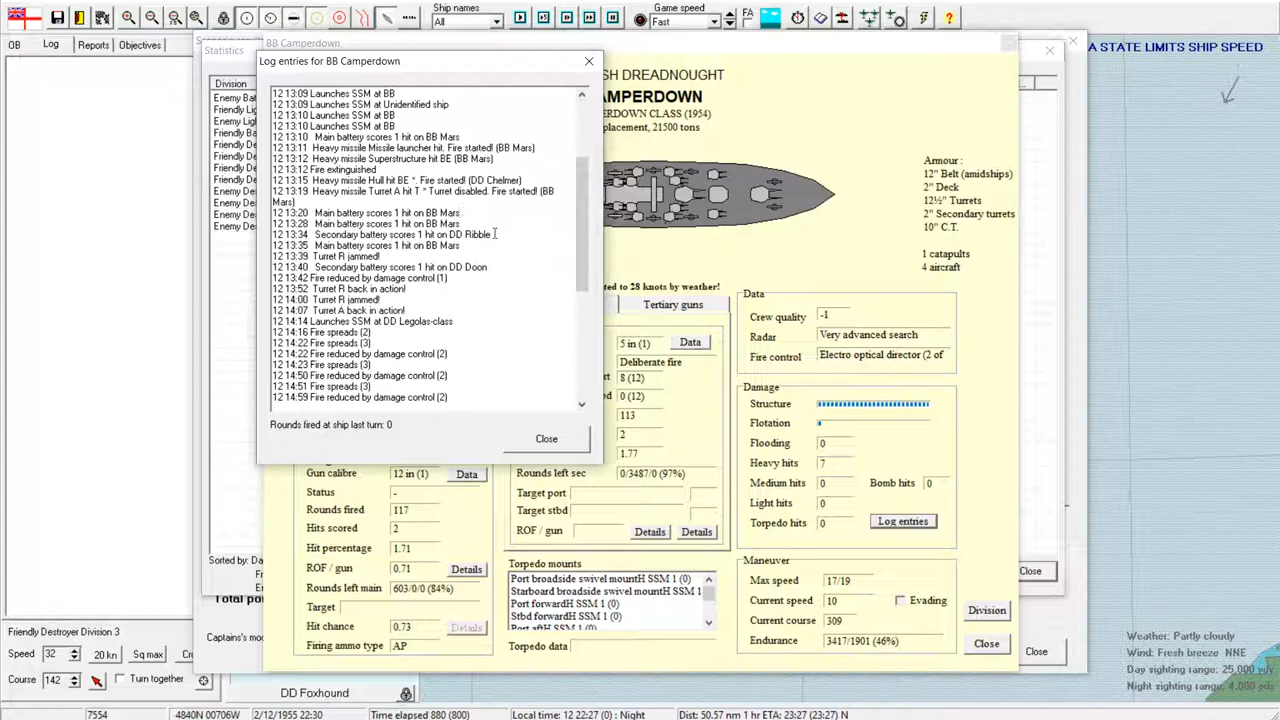 Ship names
Game speed
All
Fast
FA
OB
Log
Reports
Objectives
A STATE LIMITS SHIP SPEED
Statistics
BB Camperdown
Log entries for BB Camperdown
SH DREADNOUGHT
AMPERDOWN
ERDOWN CLASS (1954)
placement, 21500 tons
Division
Enemy Bat
Friendly Lig
Enemy Ligh
Friendly Ba
Enemy De
Friendly De
Friendly De
Friendly De
Friendly De
Friendly De
Enemy Des
Enemy Des
Enemy Des
12 13:09 Launches SSM at BB
12 13:09 Launches SSM at Unidentified ship
12 13:10 Launches SSM at BB
12 13:10 Launches SSM at BB
12 13:10  Main battery scores 1 hit on BB Mars
12 13:11  Heavy missile Missile launcher hit. Fire started! (BB Mars)
12 13:12  Heavy missile Superstructure hit BE (BB Mars)
12 13:12 Fire extinguished
12 13:15  Heavy missile Hull hit BE *. Fire started! (DD Chelmer)
12 13:19  Heavy missile Turret A hit T * Turret disabled. Fire started! (BB
Mars)
12 13:20  Main battery scores 1 hit on BB Mars
12 13:28  Main battery scores 1 hit on BB Mars
12 13:34  Secondary battery scores 1 hit on DD Ribble
12 13:35  Main battery scores 1 hit on BB Mars
12 13:39  Turret R jammed!
12 13:40  Secondary battery scores 1 hit on DD Doon
12 13:42 Fire reduced by damage control (1)
12 13:52  Turret R back in action!
12 14:00  Turret R jammed!
12 14:07  Turret A back in action!
12 14:14 Launches SSM at DD Legolas-class
12 14:16 Fire spreads (2)
12 14:22 Fire spreads (3)
12 14:22 Fire reduced by damage control (2)
12 14:23 Fire spreads (3)
12 14:50 Fire reduced by damage control (2)
12 14:51 Fire spreads (3)
12 14:59 Fire reduced by damage control (2)
Rounds fired at ship last turn: 0
Close
Armour :
12" Belt (amidships)
2" Deck
12½" Turrets
2" Secondary turrets
10" C.T.
1 catapults
4 aircraft
ted to 28 knots by weather!
Tertiary guns
5 in (1)
Data
Deliberate fire
8 (12)
0 (12)
113
2
1.77
Rounds left sec
0/3487/0 (97%)
Target port
Target stbd
ROF / gun
Details
Details
Gun calibre
12 in (1)
Data
Status
-
Rounds fired
117
Hits scored
2
Hit percentage
1.71
ROF / gun
0.71
Details
Rounds left main
603/0/0 (84%)
Target
Hit chance
0.73
Details
Firing ammo type
AP
Torpedo mounts
Port broadside swivel mountH SSM 1 (0)
Starboard broadside swivel mountH SSM 1
Port forwardH SSM 1 (0)
Stbd forwardH SSM 1 (0)
Port aftH SSM 1 (0)
Torpedo data
Data
Crew quality
-1
Radar
Very advanced search
Fire control
Electro optical director (2 of
Damage
Structure
Flotation
Flooding
0
Heavy hits
7
Medium hits
0
Bomb hits
0
Light hits
0
Torpedo hits
0
Log entries
Maneuver
Max speed
17/19
Current speed
10
Evading
Current course
309
Endurance
3417/1901 (46%)
Division
Close
Close
Close
Sorted by: Da
Total po
Captains's mo
Friendly Destroyer Division 3
Speed
32
20 kn
Sq max
Course
142
Turn together
DD Foxhound
Weather: Partly cloudy
Wind: Fresh breeze  NNE
Day sighting range: 25,000 yds
Night sighting range: 4,000 yds
7554
4840N 00706W
2/12/1955 22:30
Time elapsed 880 (800)
Local time: 12 22:27 : Night
Dist: 50.57 nm 1 hr ETA: 23:27 (23:27) N